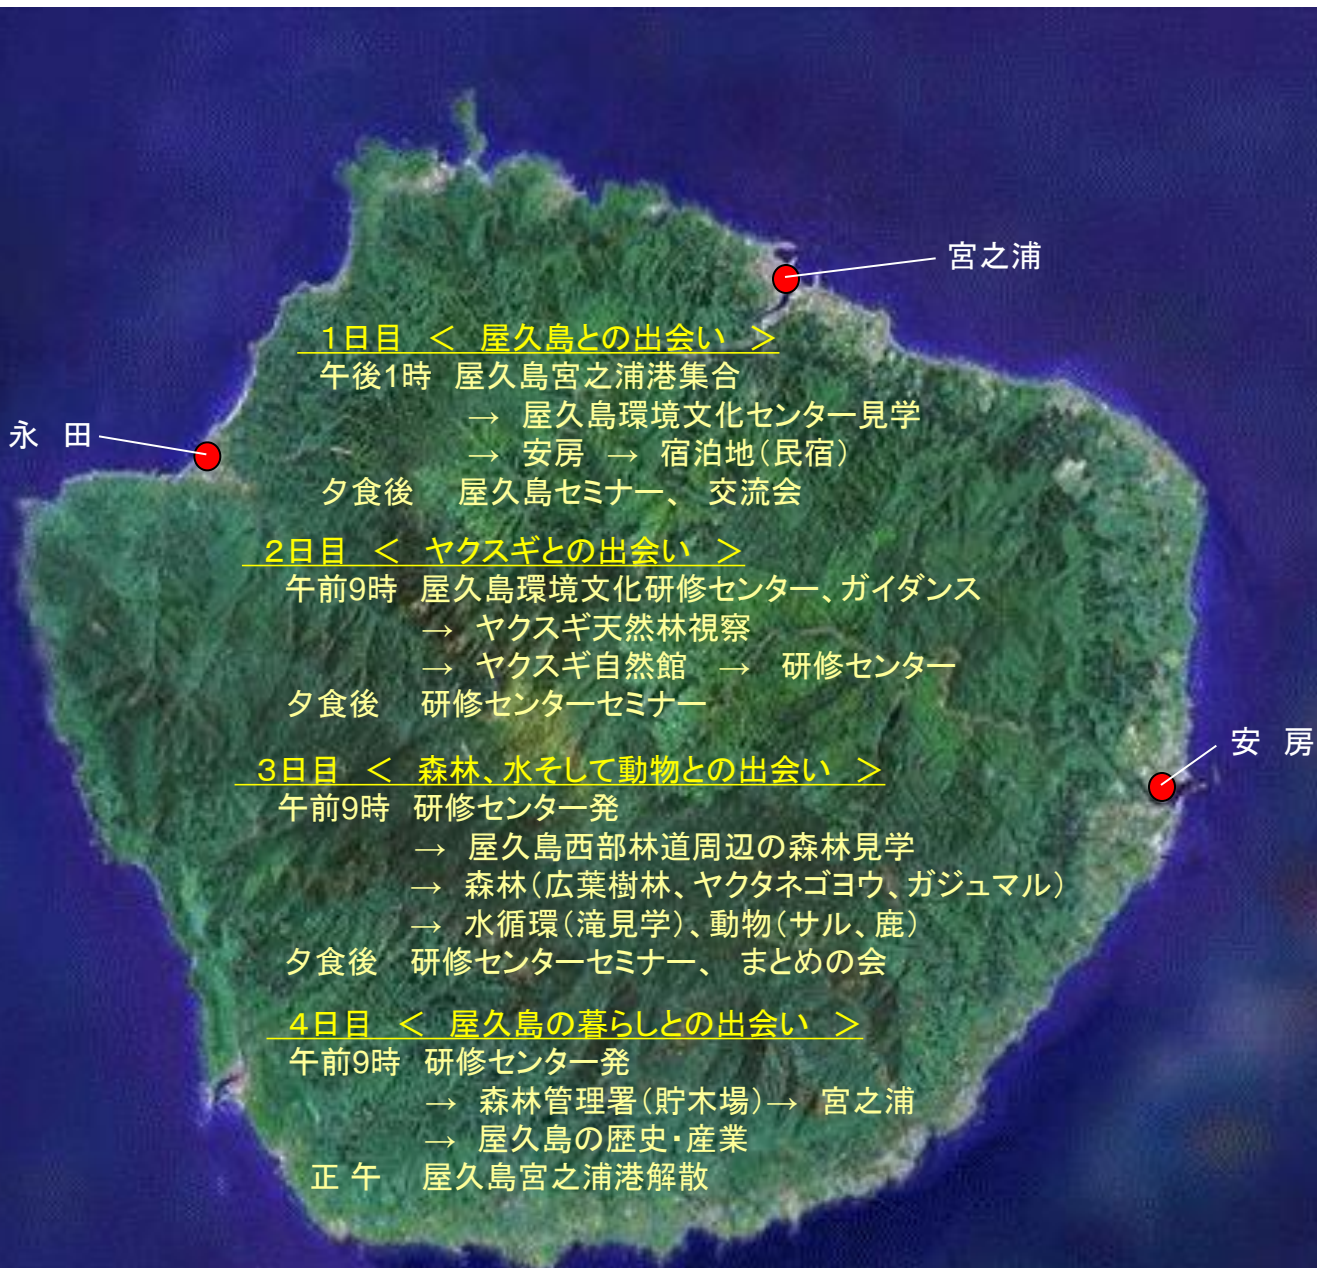 宮之浦
永 田
安 房
1日目 < 屋久島との出会い >
午後1時 屋久島宮之浦港集合
→ 屋久島環境文化センター見学
→ 安房 → 宿泊地(民宿)
夕食後 屋久島セミナー、 交流会
2日目 < ヤクスギとの出会い >
午前9時 屋久島環境文化研修センター、ガイダンス
→ ヤクスギ天然林視察
→ ヤクスギ自然館 → 研修センター
夕食後 研修センターセミナー
3日目 < 森林、水そして動物との出会い >
午前9時 研修センター発
→ 屋久島西部林道周辺の森林見学
→ 森林(広葉樹林、ヤクタネゴヨウ、ガジュマル)
→ 水循環(滝見学)、動物(サル、鹿)
夕食後 研修センターセミナー、 まとめの会
4日目 < 屋久島の暮らしとの出会い >
午前9時 研修センター発
→ 森林管理署(貯木場)→ 宮之浦
→ 屋久島の歴史・産業
正 午 屋久島宮之浦港解散